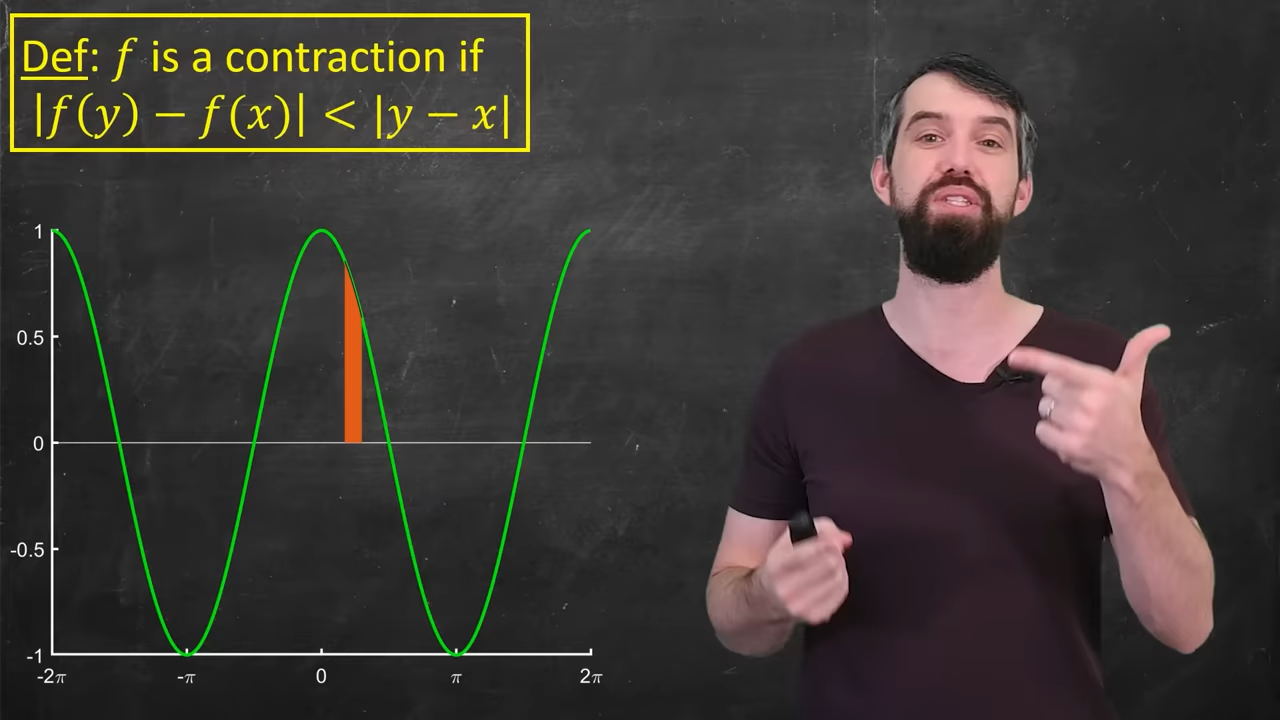 Def: f is a contraction if
|f(y) − f(x)| < |y − x|
1
0.5
0
-0.5
-1
-2π -π 0 π 2π